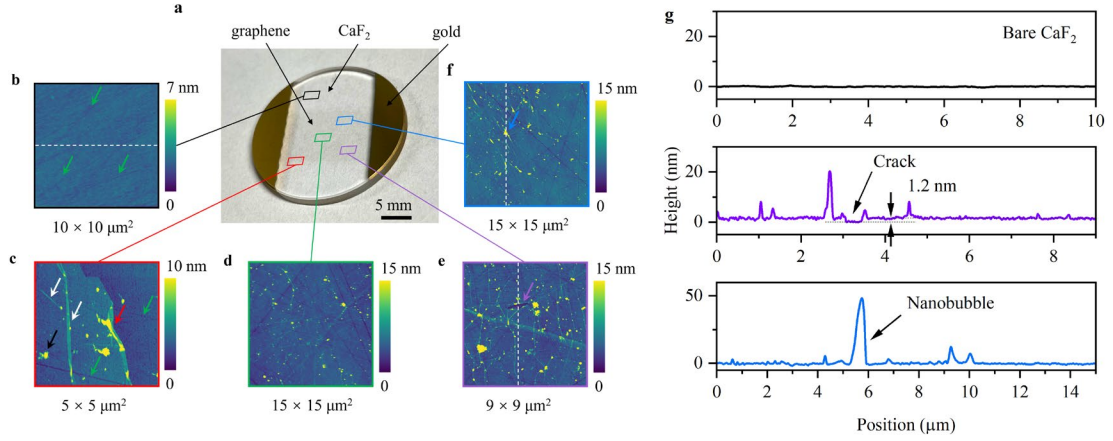 a
graphene
CaF₂
gold
5 mm
b
7 nm
0
10 × 10 μm²
c
10 nm
0
5 × 5 μm²
d
15 nm
0
15 × 15 μm²
e
15 nm
0
9 × 9 μm²
f
15 nm
0
15 × 15 μm²
g
Bare CaF₂
20
0
0 2 4 6 8 10
Height (nm)
Crack
1.2 nm
20
0
2 4 6 8
Nanobubble
50
0
0 2 4 6 8 10 12 14
Position (μm)